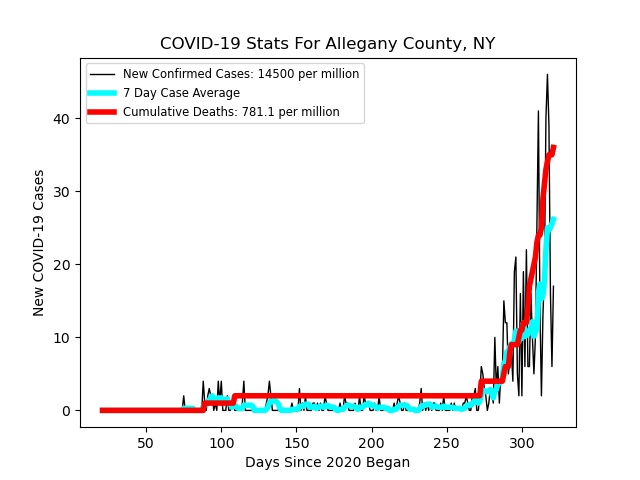 COVID-19 Stats For Allegany County, NY
New Confirmed Cases: 14500 per million
7 Day Case Average
Cumulative Deaths: 781.1 per million
New COVID-19 Cases
40
30
20
10
0
50
100
150
200
250
300
Days Since 2020 Began